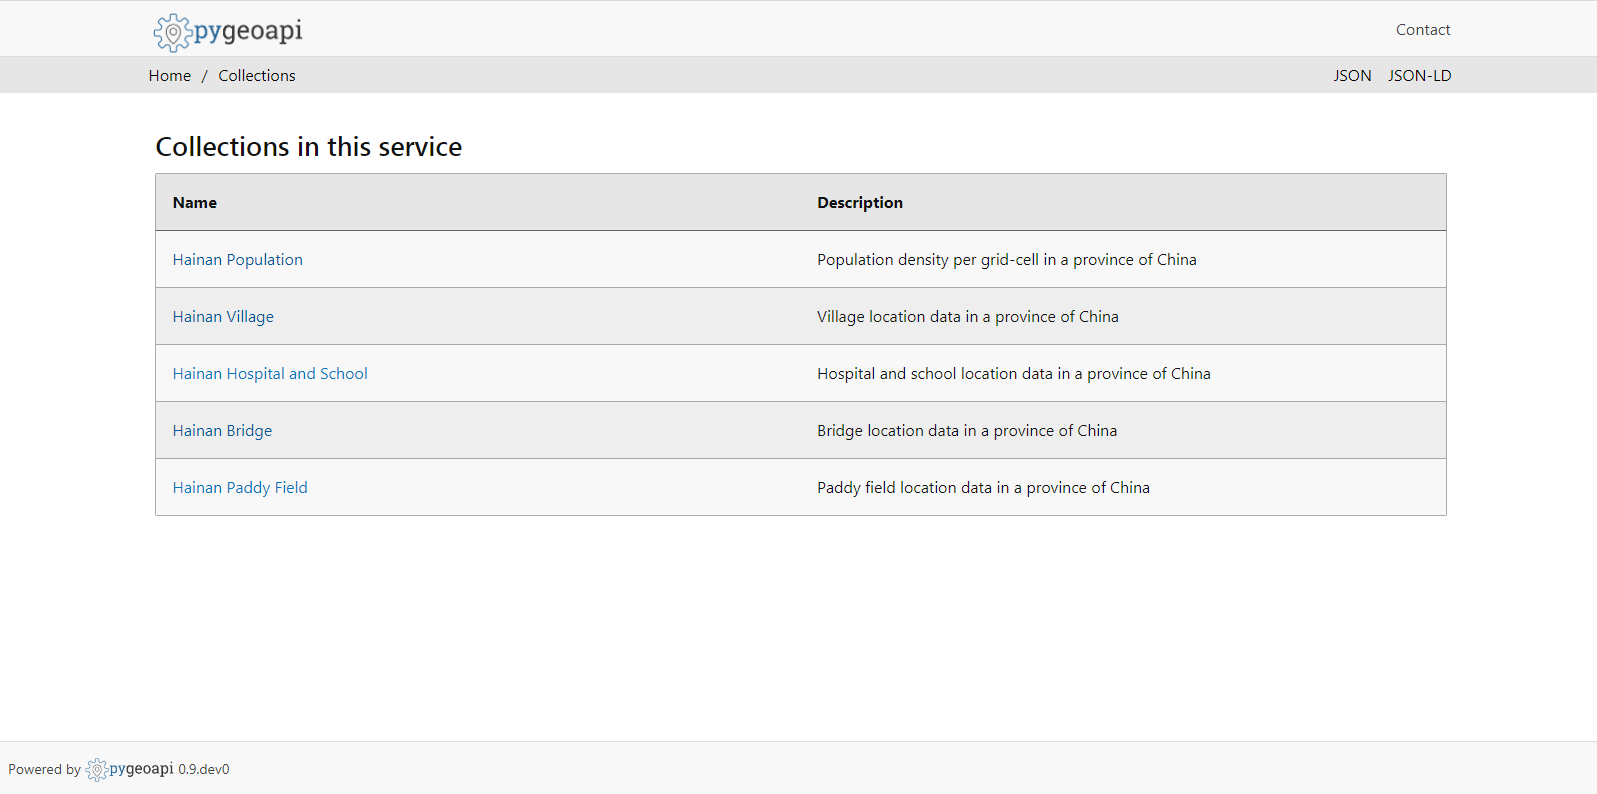 pygeoapi Contact
Home / Collections JSON JSON-LD
Collections in this service
Name Description
Hainan Population Population density per grid-cell in a province of China
Hainan Village Village location data in a province of China
Hainan Hospital and School Hospital and school location data in a province of China
Hainan Bridge Bridge location data in a province of China
Hainan Paddy Field Paddy field location data in a province of China
Powered by pygeoapi 0.9.dev0